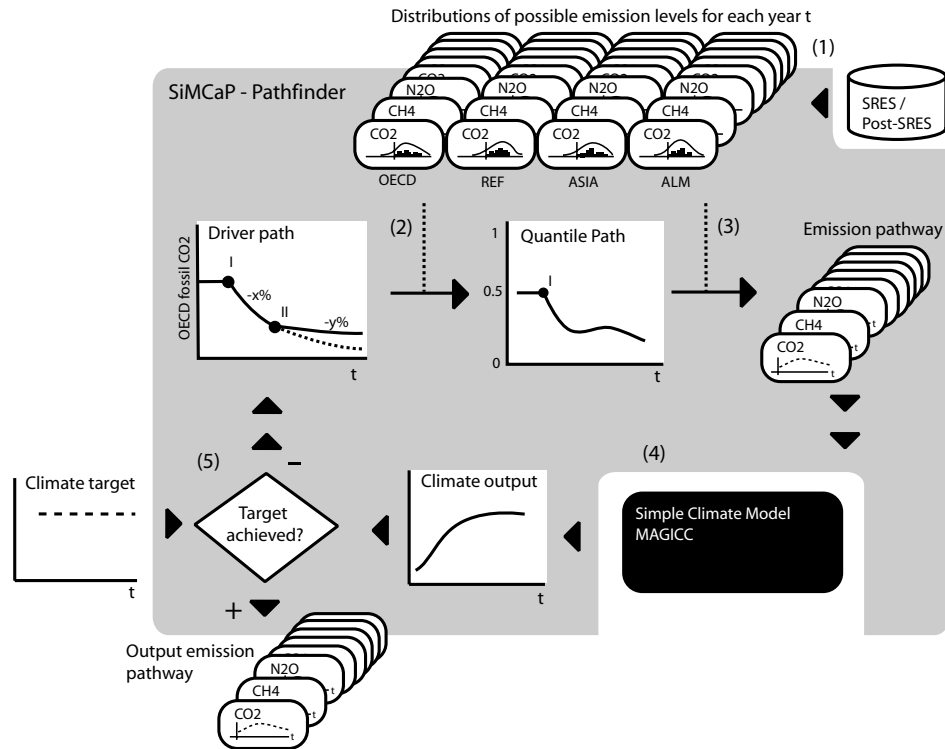 Distributions of possible emission levels for each year t
(1)
SiMCaP - Pathfinder
SRES /
Post-SRES
N2O
N2O
N2O
N2O
CH4
CH4
CH4
CH4
CO2
CO2
CO2
CO2
OECD
REF
ASIA
ALM
(2)
(3)
Driver path
OECD fossil CO2
I
-x%
II
-y%
t
Quantile Path
1
0.5
0
I
t
Emission pathway
N2O
CH4
t
CO2
t
(4)
Simple Climate Model
MAGICC
Climate output
t
(5)
–
Target
achieved?
+
Climate target
t
Output emission
pathway
N2O
t
CH4
t
CO2
t